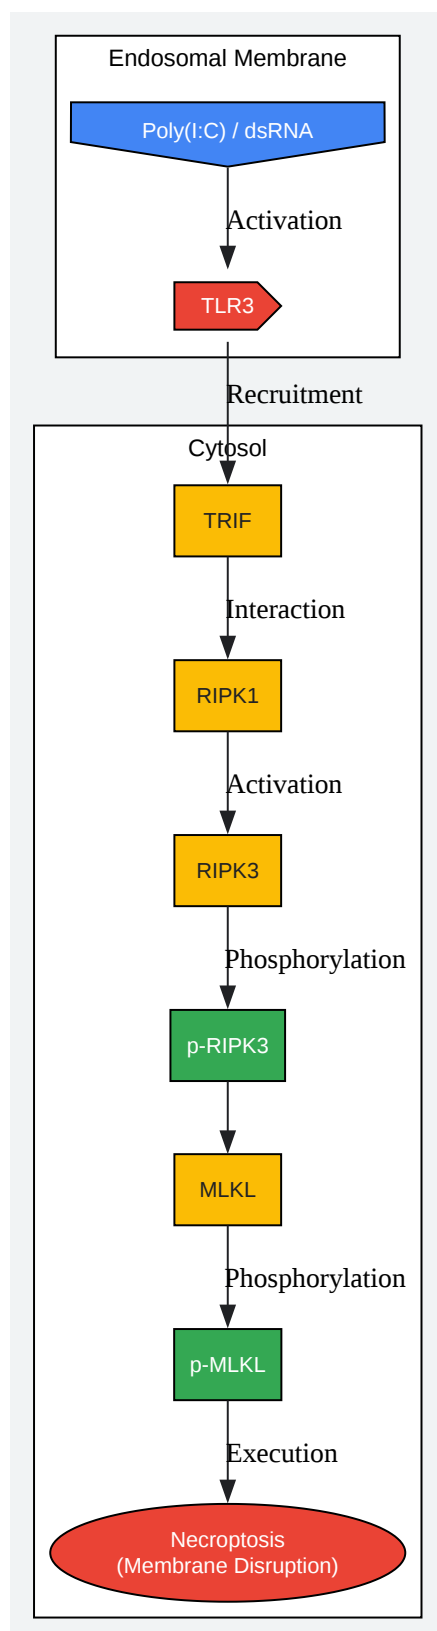 Endosomal Membrane
Poly(I:C) / dsRNA
Activation
TLR3
Recruitment
Cytosol
TRIF
Interaction
RIPK1
Activation
RIPK3
Phosphorylation
p-RIPK3
MLKL
Phosphorylation
p-MLKL
Execution
Necroptosis
(Membrane Disruption)